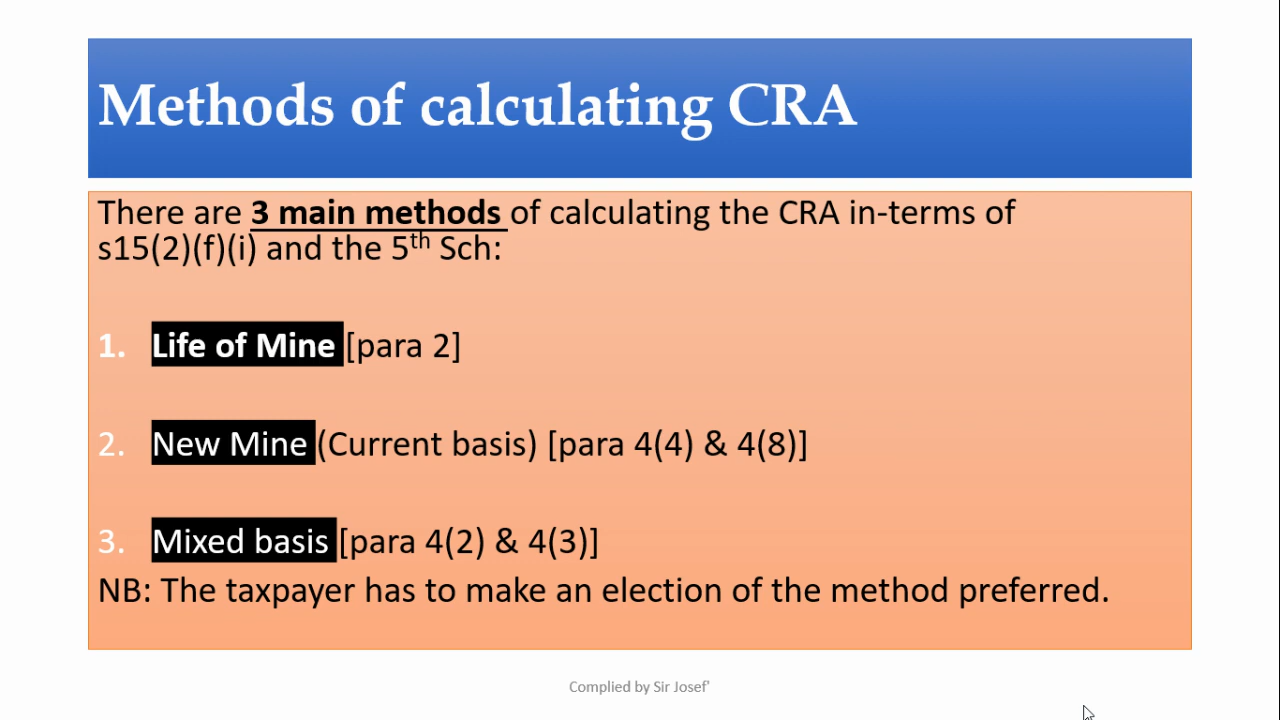 Methods of calculating CRA
There are 3 main methods of calculating the CRA in-terms of
s15(2)(f)(i) and the 5th Sch:
1. Life of Mine [para 2]
2. New Mine (Current basis) [para 4(4) & 4(8)]
3. Mixed basis [para 4(2) & 4(3)]
NB: The taxpayer has to make an election of the method preferred.
Complied by Sir Josef'